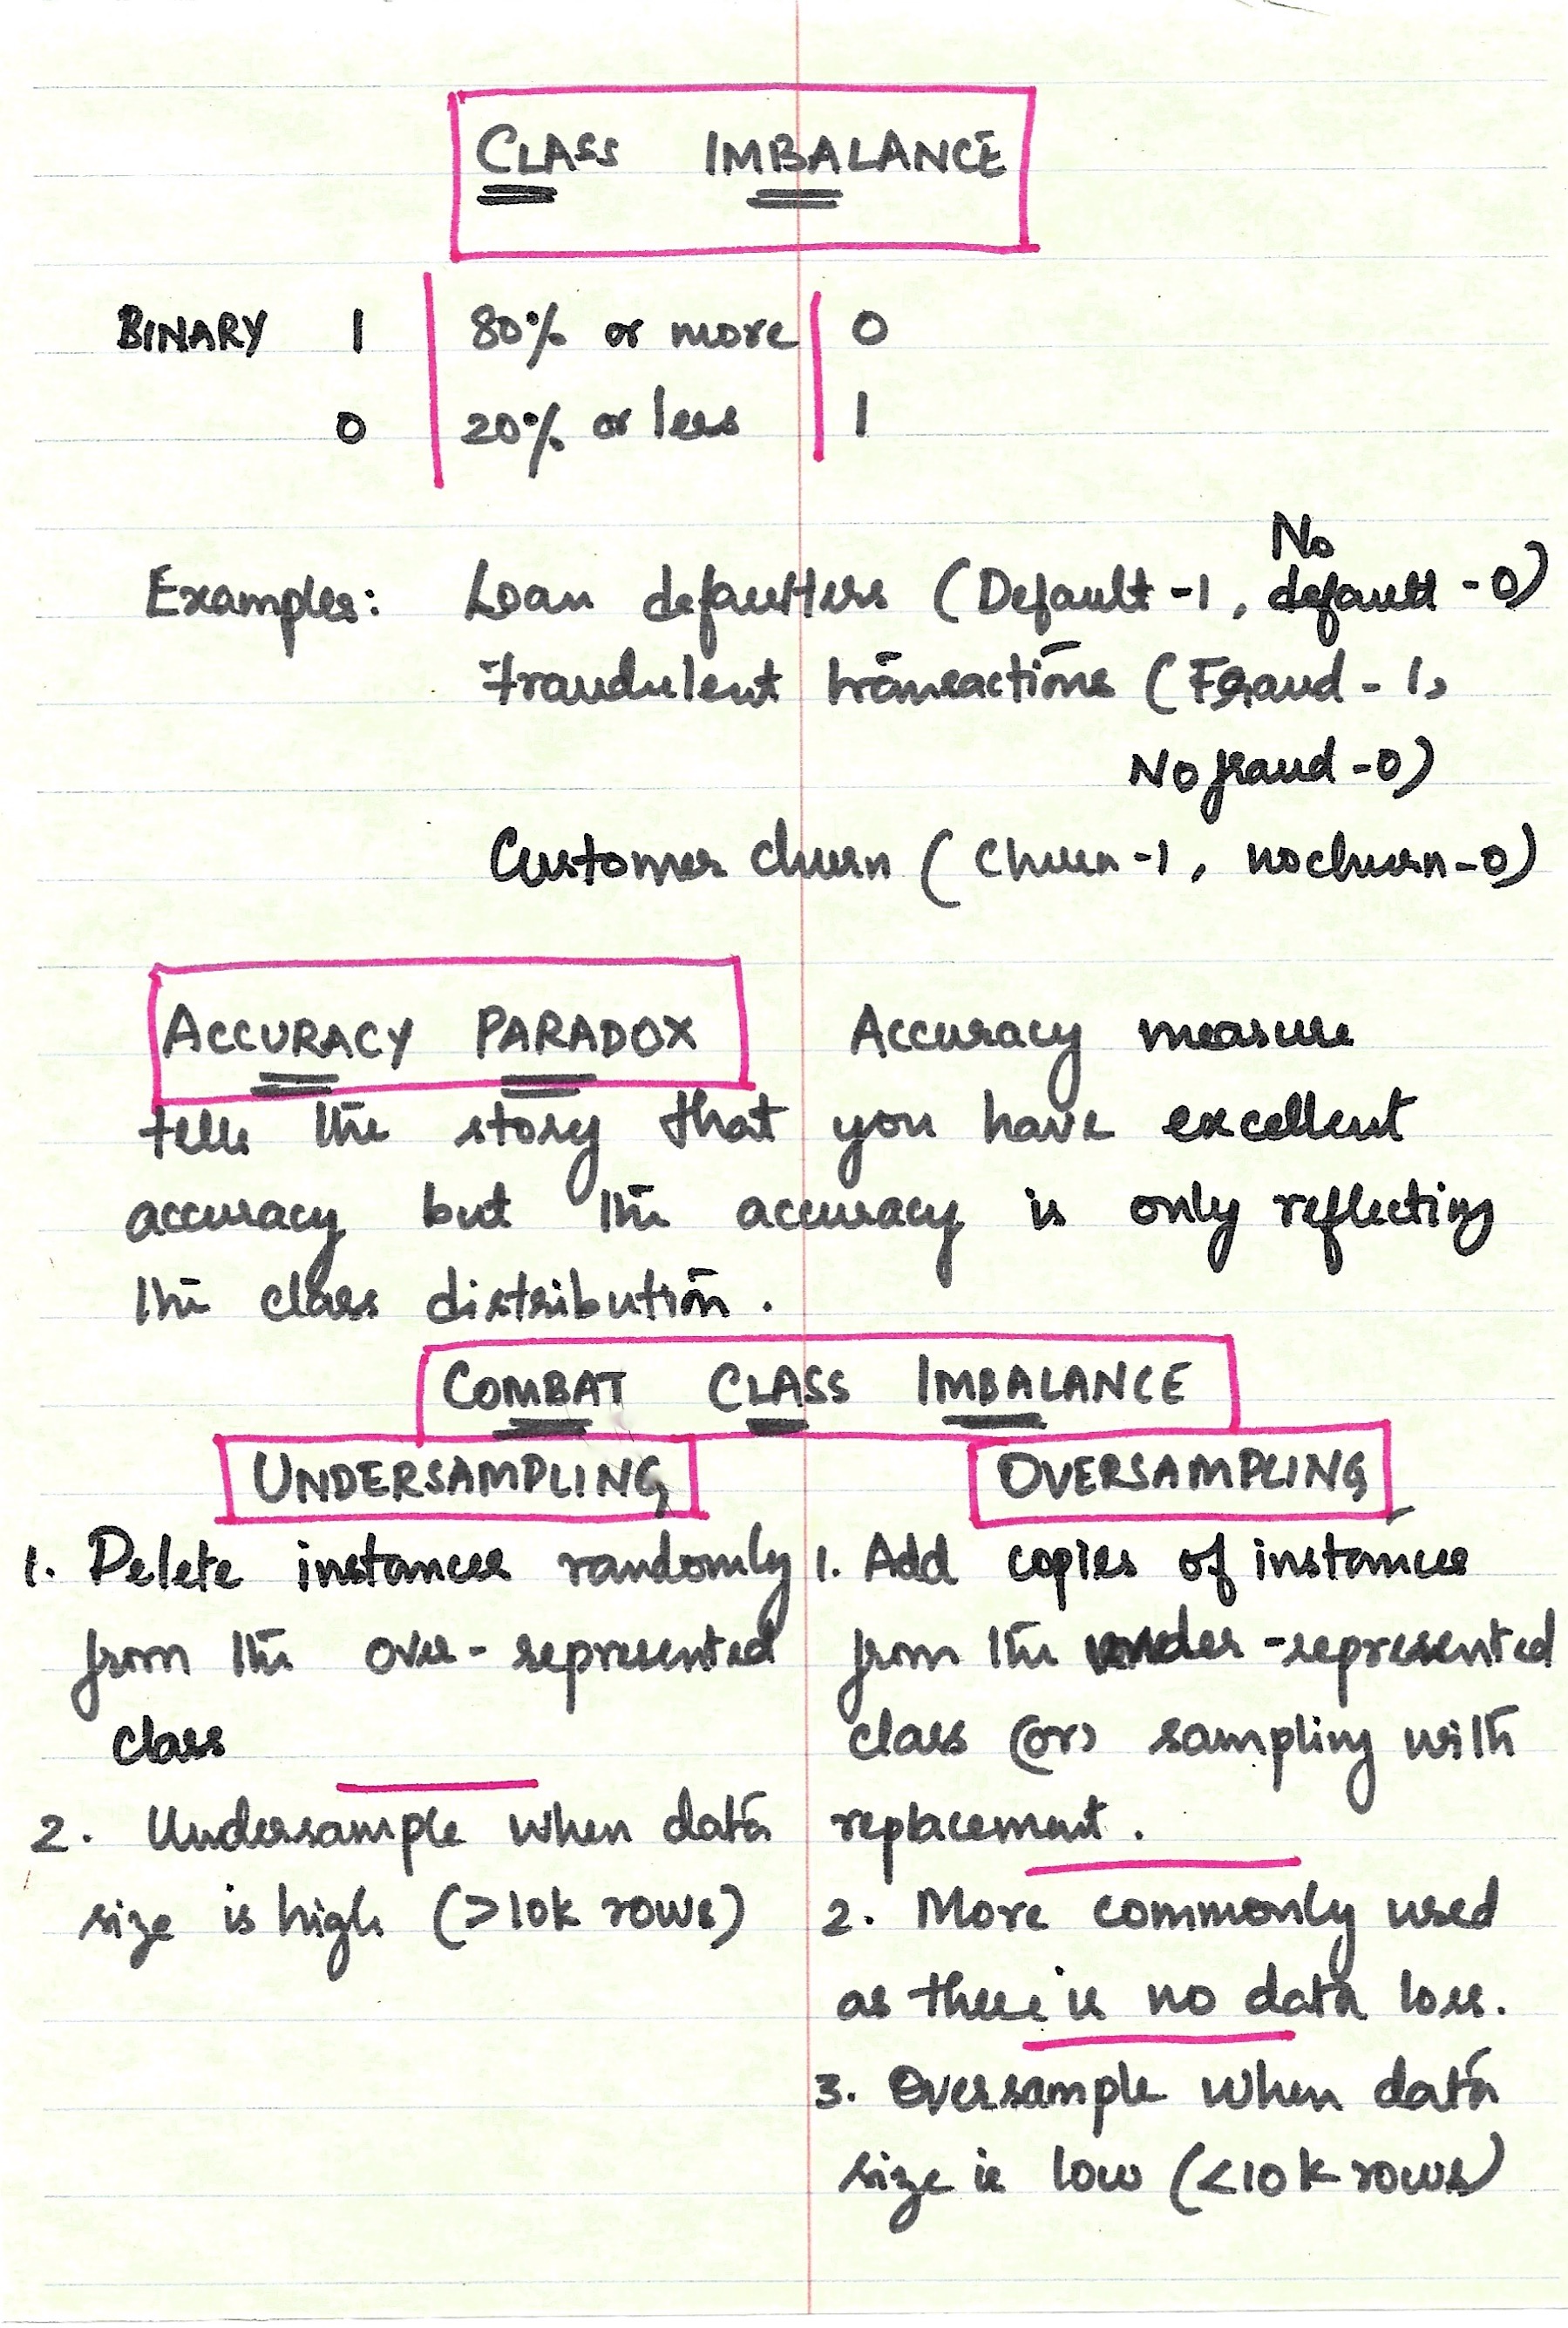 CLASS IMBALANCE
BINARY 1 80% or more 0
0 20% or less 1
No
Examples: Loan defaulters (Default -1, default -0)
Fraudulent transactions (Fraud - 1,
No fraud -0)
Customer churn (Churn -1, no churn -0)
ACCURACY PARADOX Accuracy measure
tells the story that you have excellent
accuracy but the accuracy is only reflecting
the class distribution.
COMBAT CLASS IMBALANCE
UNDERSAMPLING
1. Delete instances randomly
from the over-represented
class
2. Undersample when data
size is high (>10k rows)
OVERSAMPLING
1. Add copies of instances
from the under-represented
class (or) sampling with
replacement.
2. More commonly used
as there is no data loss.
3. Oversample when data
size is low (<10k rows)